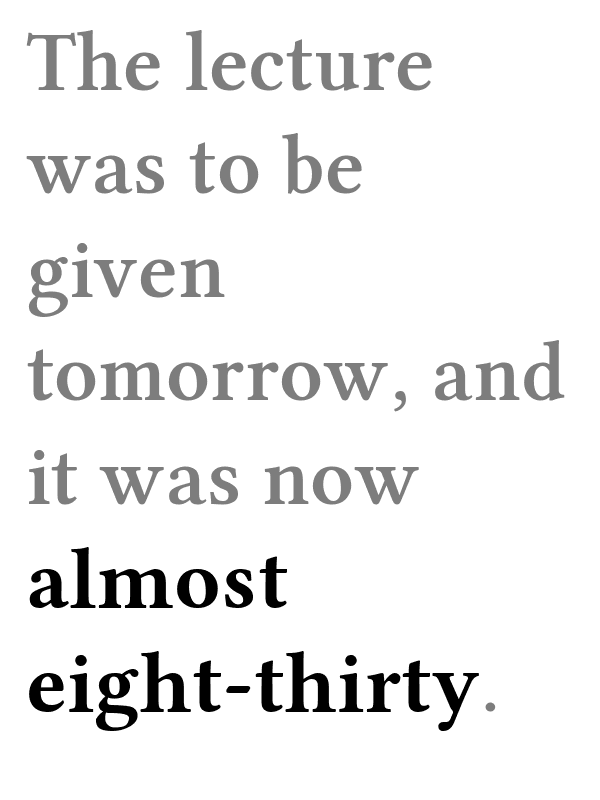 The lecture
was to be
given
tomorrow, and
it was now
almost
eight-thirty.